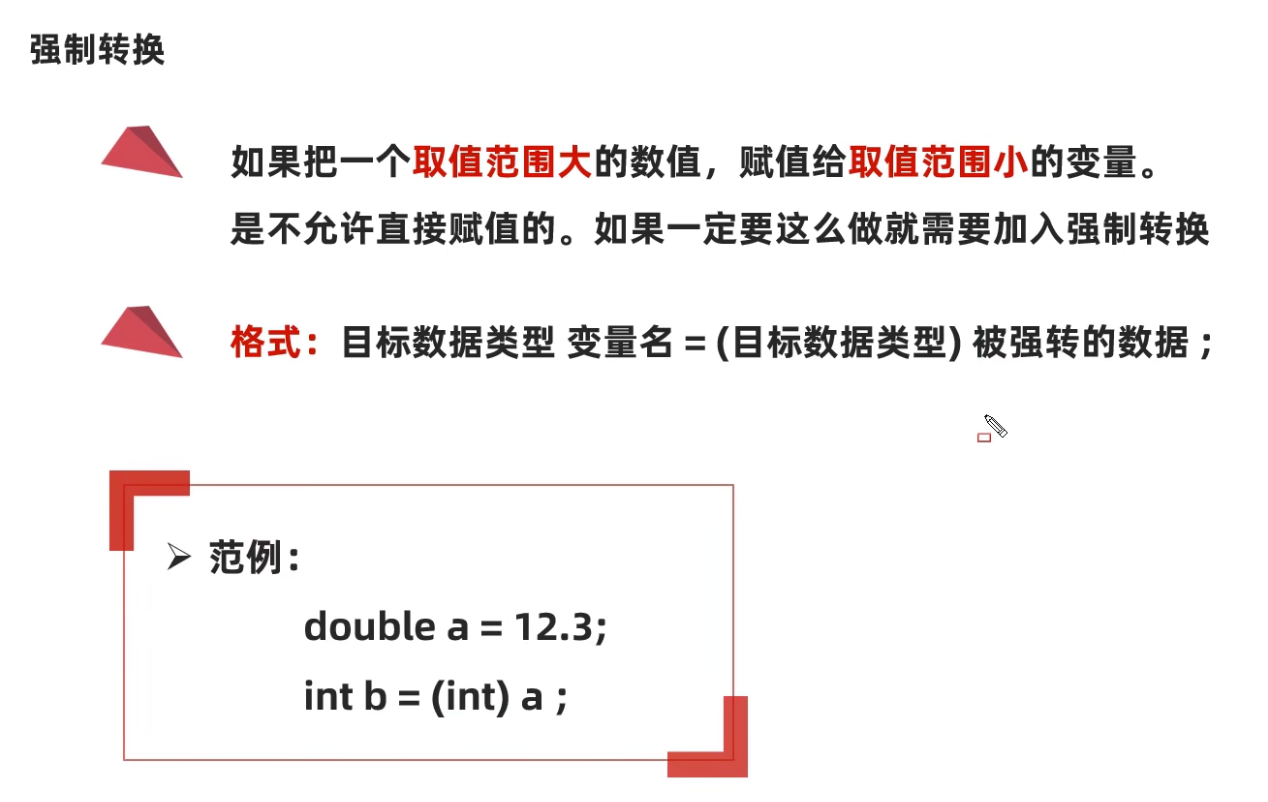 强制转换
如果把一个取值范围大的数值，赋值给取值范围小的变量。
是不允许直接赋值的。如果一定要这么做就需要加入强制转换
格式：目标数据类型 变量名 = (目标数据类型) 被强转的数据 ;
➢ 范例：
double a = 12.3;
int b = (int) a ;